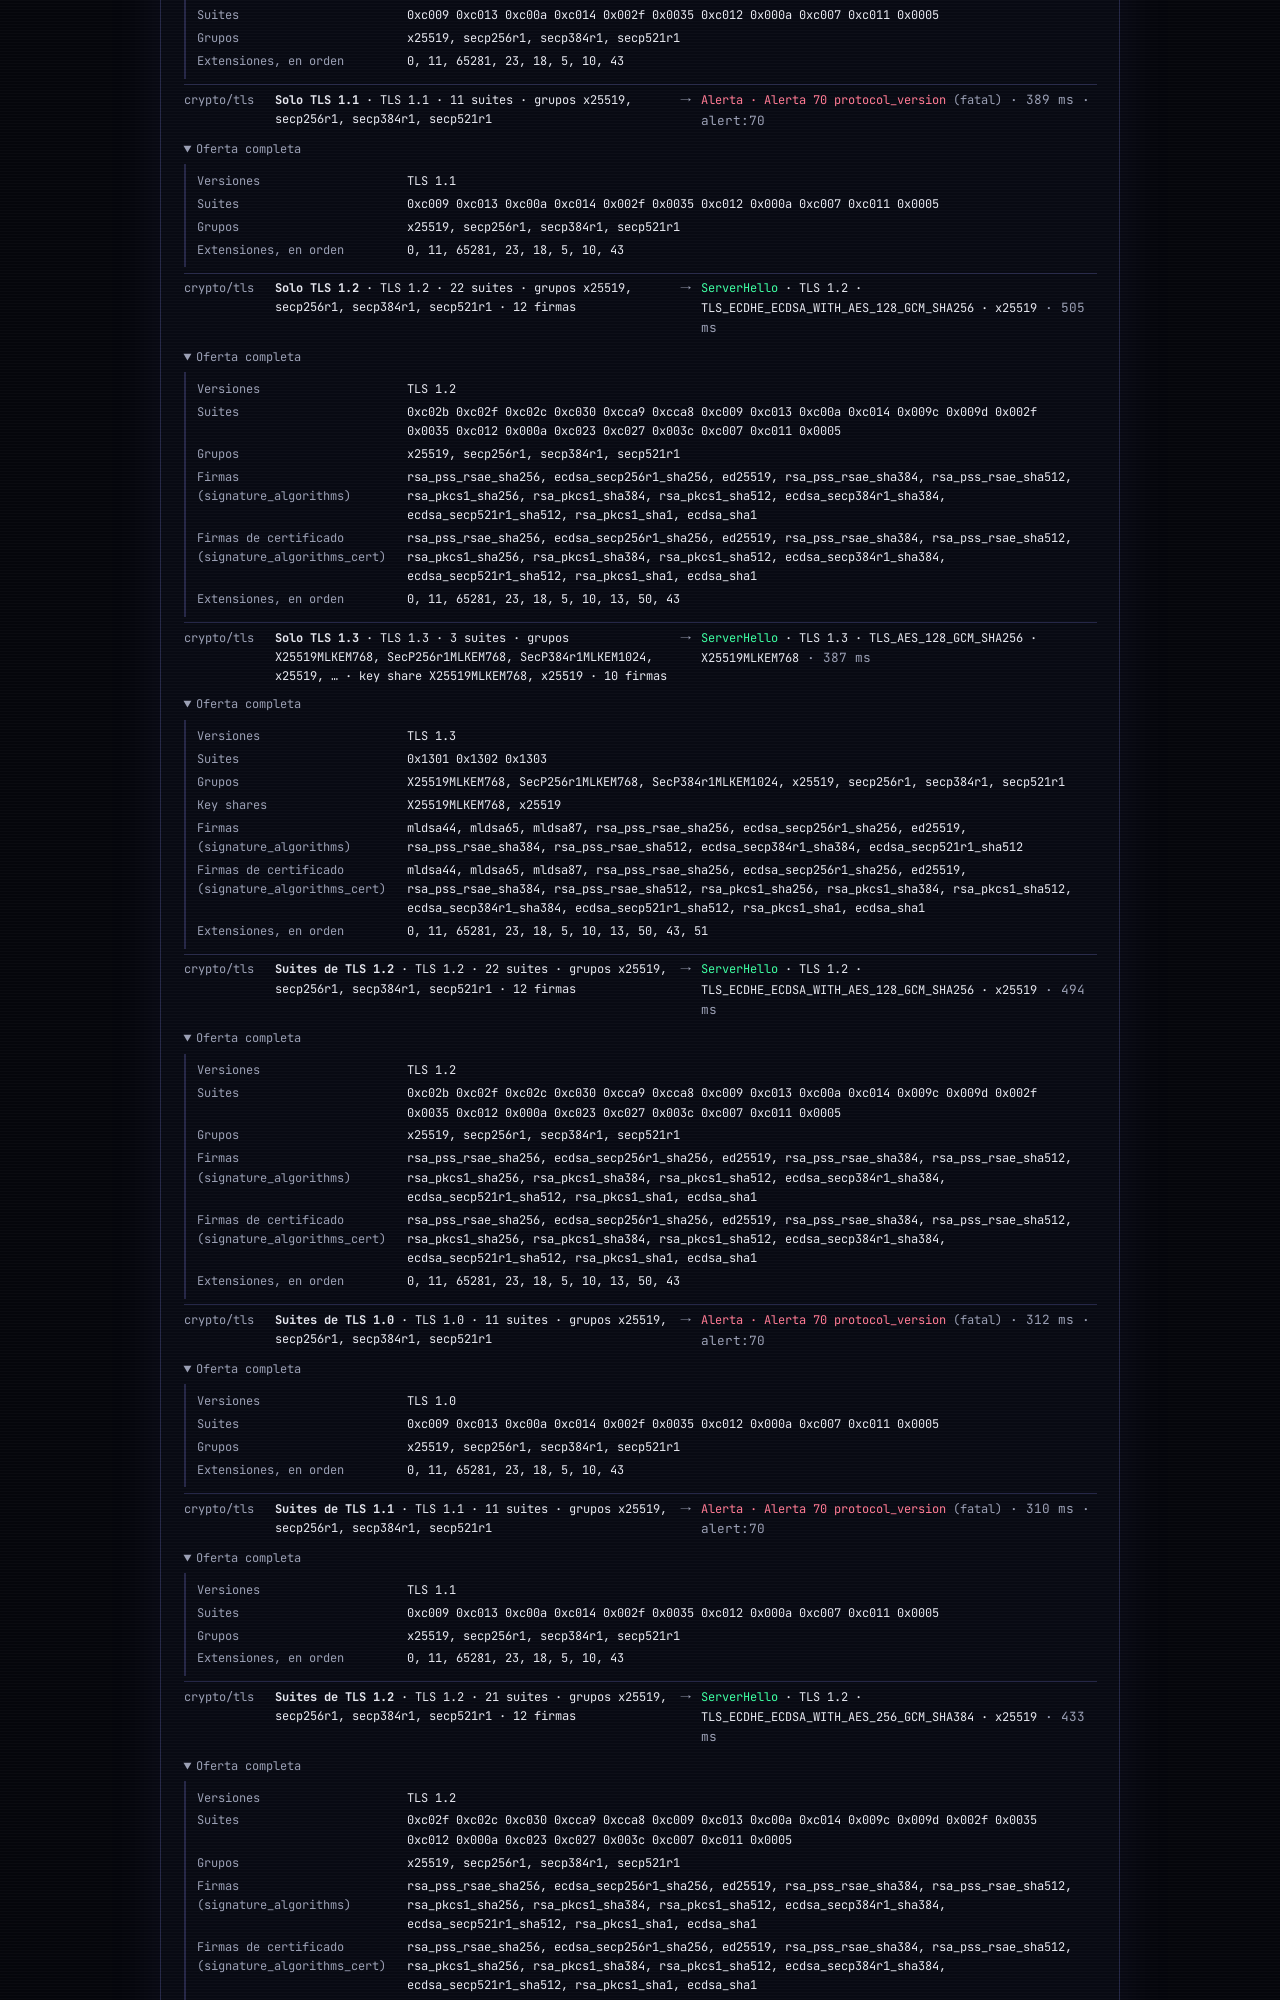 Suites 0xc009 0xc013 0xc00a 0xc014 0x002f 0x0035 0xc012 0x000a 0xc007 0xc011 0x0005
Grupos x25519, secp256r1, secp384r1, secp521r1
Extensiones, en orden 0, 11, 65281, 23, 18, 5, 10, 43
crypto/tls Solo TLS 1.1 · TLS 1.1 · 11 suites · grupos x25519, → Alerta · Alerta 70 protocol_version (fatal) · 389 ms ·
secp256r1, secp384r1, secp521r1 alert:70
▼ Oferta completa
Versiones TLS 1.1
Suites 0xc009 0xc013 0xc00a 0xc014 0x002f 0x0035 0xc012 0x000a 0xc007 0xc011 0x0005
Grupos x25519, secp256r1, secp384r1, secp521r1
Extensiones, en orden 0, 11, 65281, 23, 18, 5, 10, 43
crypto/tls Solo TLS 1.2 · TLS 1.2 · 22 suites · grupos x25519, → ServerHello · TLS 1.2 ·
secp256r1, secp384r1, secp521r1 · 12 firmas TLS_ECDHE_ECDSA_WITH_AES_128_GCM_SHA256 · x25519 · 505
ms
▼ Oferta completa
Versiones TLS 1.2
Suites 0xc02b 0xc02f 0xc02c 0xc030 0xcca9 0xcca8 0xc009 0xc013 0xc00a 0xc014 0x009c 0x009d 0x002f
0x0035 0xc012 0x000a 0xc023 0xc027 0x003c 0xc007 0xc011 0x0005
Grupos x25519, secp256r1, secp384r1, secp521r1
Firmas rsa_pss_rsae_sha256, ecdsa_secp256r1_sha256, ed25519, rsa_pss_rsae_sha384, rsa_pss_rsae_sha512,
(signature_algorithms) rsa_pkcs1_sha256, rsa_pkcs1_sha384, rsa_pkcs1_sha512, ecdsa_secp384r1_sha384,
ecdsa_secp521r1_sha512, rsa_pkcs1_sha1, ecdsa_sha1
Firmas de certificado rsa_pss_rsae_sha256, ecdsa_secp256r1_sha256, ed25519, rsa_pss_rsae_sha384, rsa_pss_rsae_sha512,
(signature_algorithms_cert) rsa_pkcs1_sha256, rsa_pkcs1_sha384, rsa_pkcs1_sha512, ecdsa_secp384r1_sha384,
ecdsa_secp521r1_sha512, rsa_pkcs1_sha1, ecdsa_sha1
Extensiones, en orden 0, 11, 65281, 23, 18, 5, 10, 13, 50, 43
crypto/tls Solo TLS 1.3 · TLS 1.3 · 3 suites · grupos → ServerHello · TLS 1.3 · TLS_AES_128_GCM_SHA256 ·
X25519MLKEM768, SecP256r1MLKEM768, SecP384r1MLKEM1024, X25519MLKEM768 · 387 ms
x25519, … · key share X25519MLKEM768, x25519 · 10 firmas
▼ Oferta completa
Versiones TLS 1.3
Suites 0x1301 0x1302 0x1303
Grupos X25519MLKEM768, SecP256r1MLKEM768, SecP384r1MLKEM1024, x25519, secp256r1, secp384r1, secp521r1
Key shares X25519MLKEM768, x25519
Firmas mldsa44, mldsa65, mldsa87, rsa_pss_rsae_sha256, ecdsa_secp256r1_sha256, ed25519,
(signature_algorithms) rsa_pss_rsae_sha384, rsa_pss_rsae_sha512, ecdsa_secp384r1_sha384, ecdsa_secp521r1_sha512
Firmas de certificado mldsa44, mldsa65, mldsa87, rsa_pss_rsae_sha256, ecdsa_secp256r1_sha256, ed25519,
(signature_algorithms_cert) rsa_pss_rsae_sha384, rsa_pss_rsae_sha512, rsa_pkcs1_sha256, rsa_pkcs1_sha384, rsa_pkcs1_sha512,
ecdsa_secp384r1_sha384, ecdsa_secp521r1_sha512, rsa_pkcs1_sha1, ecdsa_sha1
Extensiones, en orden 0, 11, 65281, 23, 18, 5, 10, 13, 50, 43, 51
crypto/tls Suites de TLS 1.2 · TLS 1.2 · 22 suites · grupos x25519, → ServerHello · TLS 1.2 ·
secp256r1, secp384r1, secp521r1 · 12 firmas TLS_ECDHE_ECDSA_WITH_AES_128_GCM_SHA256 · x25519 · 494
ms
▼ Oferta completa
Versiones TLS 1.2
Suites 0xc02b 0xc02f 0xc02c 0xc030 0xcca9 0xcca8 0xc009 0xc013 0xc00a 0xc014 0x009c 0x009d 0x002f
0x0035 0xc012 0x000a 0xc023 0xc027 0x003c 0xc007 0xc011 0x0005
Grupos x25519, secp256r1, secp384r1, secp521r1
Firmas rsa_pss_rsae_sha256, ecdsa_secp256r1_sha256, ed25519, rsa_pss_rsae_sha384, rsa_pss_rsae_sha512,
(signature_algorithms) rsa_pkcs1_sha256, rsa_pkcs1_sha384, rsa_pkcs1_sha512, ecdsa_secp384r1_sha384,
ecdsa_secp521r1_sha512, rsa_pkcs1_sha1, ecdsa_sha1
Firmas de certificado rsa_pss_rsae_sha256, ecdsa_secp256r1_sha256, ed25519, rsa_pss_rsae_sha384, rsa_pss_rsae_sha512,
(signature_algorithms_cert) rsa_pkcs1_sha256, rsa_pkcs1_sha384, rsa_pkcs1_sha512, ecdsa_secp384r1_sha384,
ecdsa_secp521r1_sha512, rsa_pkcs1_sha1, ecdsa_sha1
Extensiones, en orden 0, 11, 65281, 23, 18, 5, 10, 13, 50, 43
crypto/tls Suites de TLS 1.0 · TLS 1.0 · 11 suites · grupos x25519, → Alerta · Alerta 70 protocol_version (fatal) · 312 ms ·
secp256r1, secp384r1, secp521r1 alert:70
▼ Oferta completa
Versiones TLS 1.0
Suites 0xc009 0xc013 0xc00a 0xc014 0x002f 0x0035 0xc012 0x000a 0xc007 0xc011 0x0005
Grupos x25519, secp256r1, secp384r1, secp521r1
Extensiones, en orden 0, 11, 65281, 23, 18, 5, 10, 43
crypto/tls Suites de TLS 1.1 · TLS 1.1 · 11 suites · grupos x25519, → Alerta · Alerta 70 protocol_version (fatal) · 310 ms ·
secp256r1, secp384r1, secp521r1 alert:70
▼ Oferta completa
Versiones TLS 1.1
Suites 0xc009 0xc013 0xc00a 0xc014 0x002f 0x0035 0xc012 0x000a 0xc007 0xc011 0x0005
Grupos x25519, secp256r1, secp384r1, secp521r1
Extensiones, en orden 0, 11, 65281, 23, 18, 5, 10, 43
crypto/tls Suites de TLS 1.2 · TLS 1.2 · 21 suites · grupos x25519, → ServerHello · TLS 1.2 ·
secp256r1, secp384r1, secp521r1 · 12 firmas TLS_ECDHE_ECDSA_WITH_AES_256_GCM_SHA384 · x25519 · 433
ms
▼ Oferta completa
Versiones TLS 1.2
Suites 0xc02f 0xc02c 0xc030 0xcca9 0xcca8 0xc009 0xc013 0xc00a 0xc014 0x009c 0x009d 0x002f 0x0035
0xc012 0x000a 0xc023 0xc027 0x003c 0xc007 0xc011 0x0005
Grupos x25519, secp256r1, secp384r1, secp521r1
Firmas rsa_pss_rsae_sha256, ecdsa_secp256r1_sha256, ed25519, rsa_pss_rsae_sha384, rsa_pss_rsae_sha512,
(signature_algorithms) rsa_pkcs1_sha256, rsa_pkcs1_sha384, rsa_pkcs1_sha512, ecdsa_secp384r1_sha384,
ecdsa_secp521r1_sha512, rsa_pkcs1_sha1, ecdsa_sha1
Firmas de certificado rsa_pss_rsae_sha256, ecdsa_secp256r1_sha256, ed25519, rsa_pss_rsae_sha384, rsa_pss_rsae_sha512,
(signature_algorithms_cert) rsa_pkcs1_sha256, rsa_pkcs1_sha384, rsa_pkcs1_sha512, ecdsa_secp384r1_sha384,
ecdsa_secp521r1_sha512, rsa_pkcs1_sha1, ecdsa_sha1